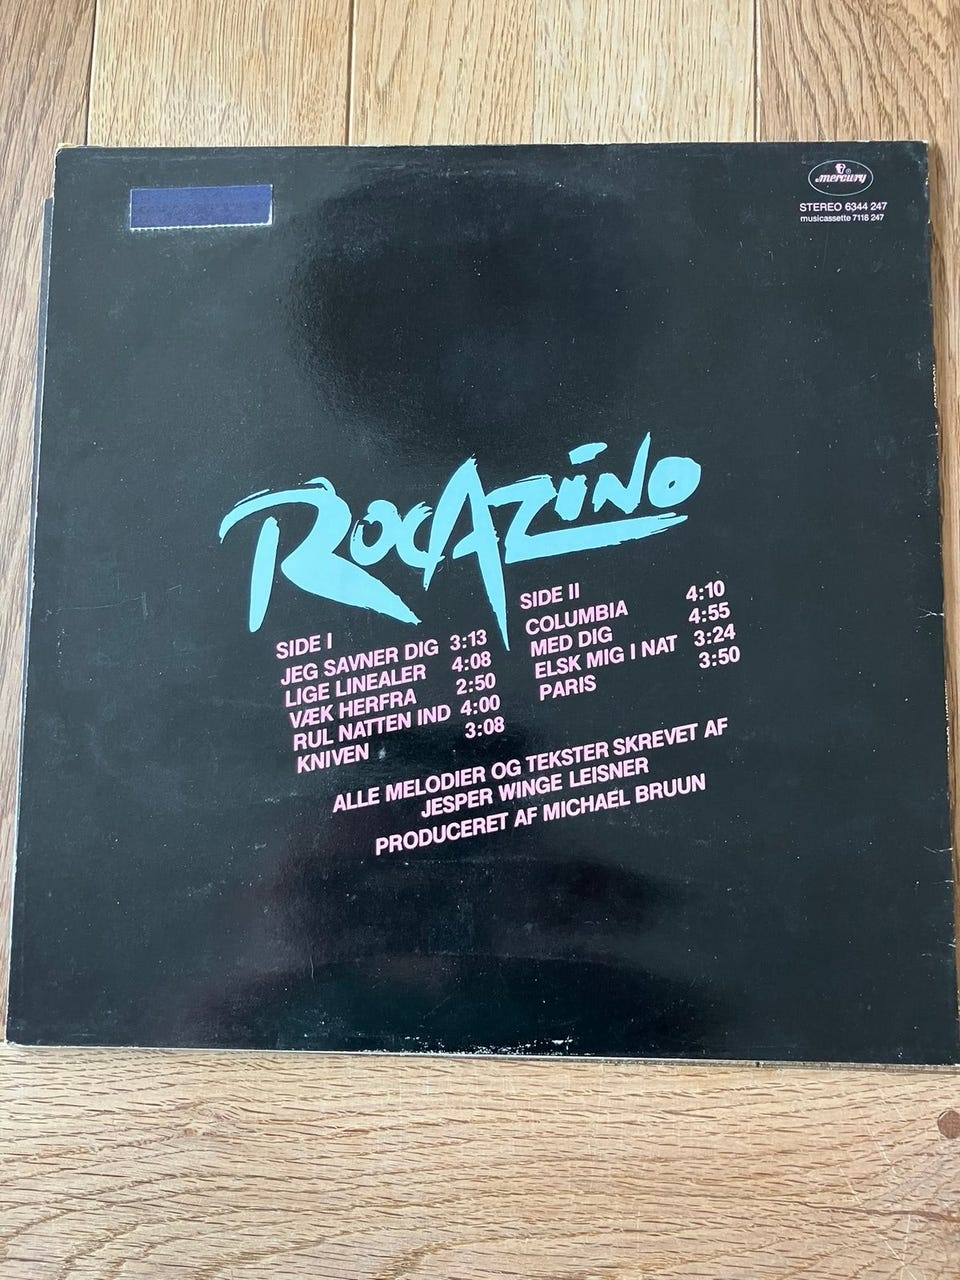 mercury
STEREO 6344 247
musicassette 7116 247
ROCAZINO
SIDE I
JEG SAVNER DIG 3:13
LIGE LINEALER 4:08
VÆK HERFRA 2:50
RUL NATTEN IND 4:00
KNIVEN 3:08
SIDE II
COLUMBIA 4:10
MED DIG 4:55
ELSK MIG I NAT 3:24
PARIS 3:50
ALLE MELODIER OG TEKSTER SKREVET AF
JESPER WINGE LEISNER
PRODUCERET AF MICHAEL BRUUN